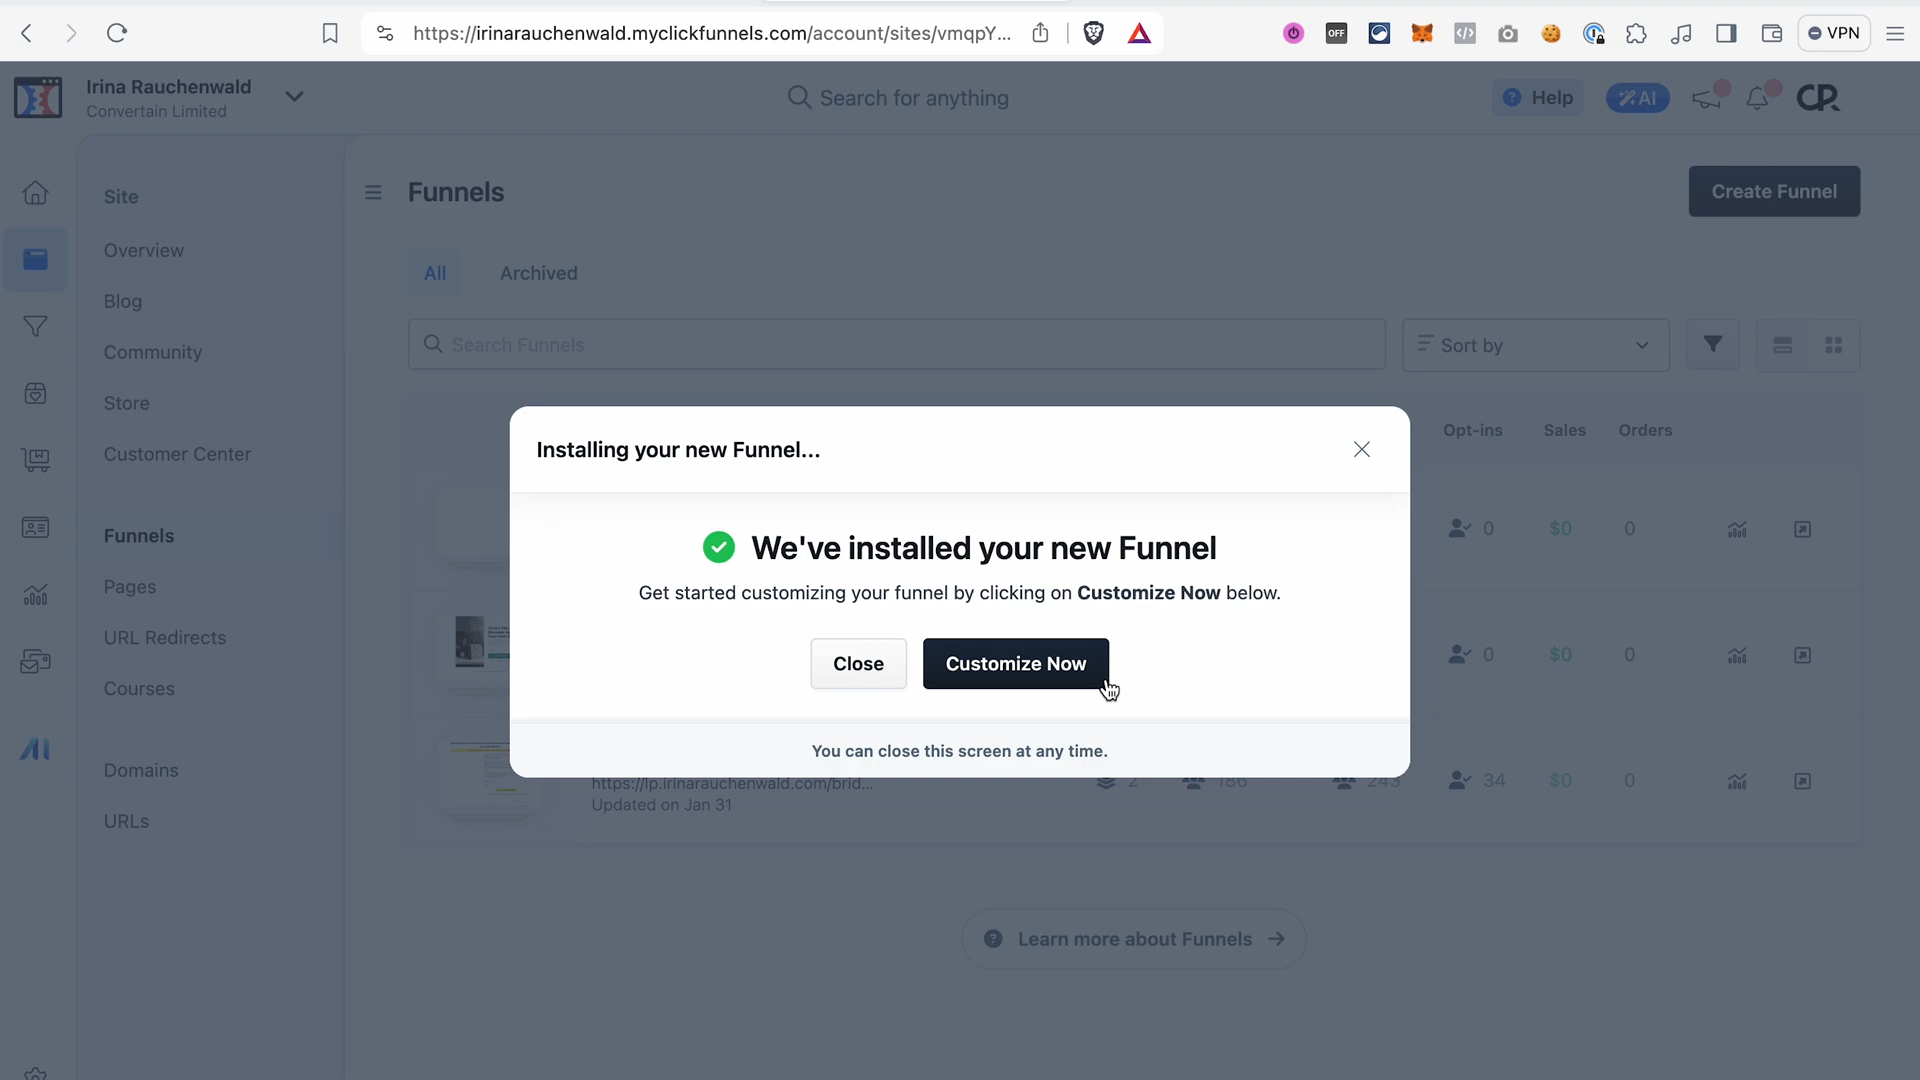 https://irinarauchenwald.myclickfunnels.com/account/sites/vmqpY...
OFF
VPN
Irina Rauchenwald
Convertain Limited
Search for anything
Help
AI
CR
Site
Overview
Blog
Community
Store
Customer Center
Funnels
Pages
URL Redirects
Courses
Domains
URLs
Funnels
Create Funnel
All
Archived
Search Funnels
Sort by
Opt-ins Sales Orders
0 $0 0
0 $0 0
Installing your new Funnel...
We've installed your new Funnel
Get started customizing your funnel by clicking on Customize Now below.
Close
Customize Now
You can close this screen at any time.
https://lp.irinarauchenwald.com/brid... 2 186 243 34 $0 0
Updated on Jan 31
Learn more about Funnels